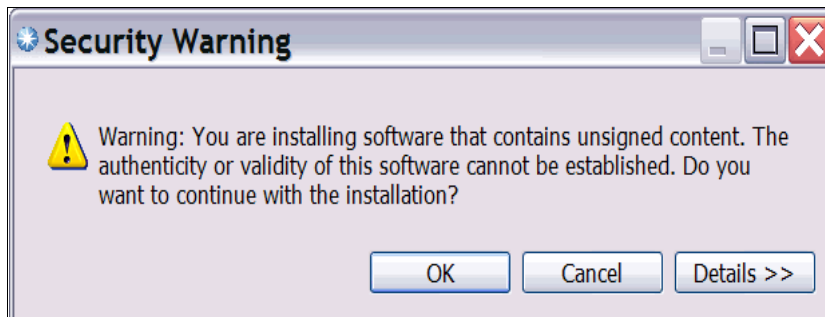 Security Warning
Warning: You are installing software that contains unsigned content. The
authenticity or validity of this software cannot be established. Do you
want to continue with the installation?
OK Cancel Details >>